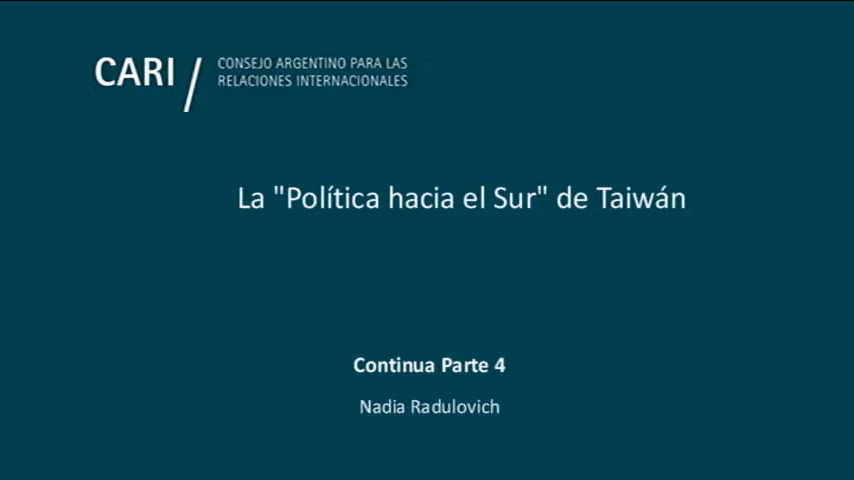 CARI
CONSEJO ARGENTINO PARA LAS
RELACIONES INTERNACIONALES
La "Política hacia el Sur" de Taiwán
Continua Parte 4
Nadia Radulovich